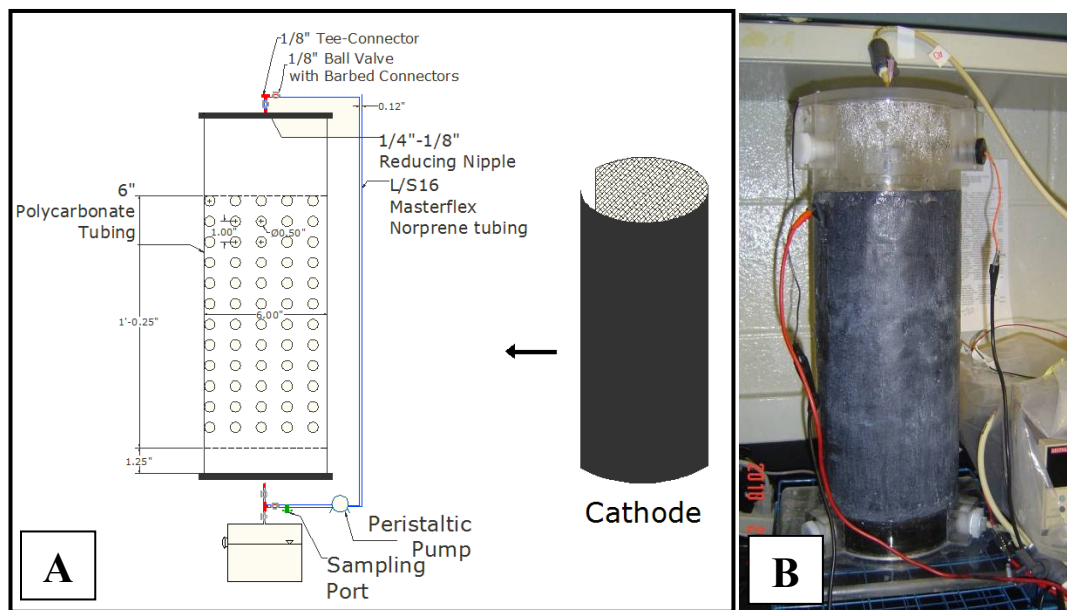 1/8" Tee-Connector
1/8" Ball Valve
with Barbed Connectors
0.12"
1/4"-1/8"
Reducing Nipple
L/S16
Masterflex
Norprene tubing
6"
Polycarbonate
Tubing
1.00"
Ø0.50"
6.00"
1'-0.25"
1.25"
Peristaltic
Pump
Sampling
Port
Cathode
A
B